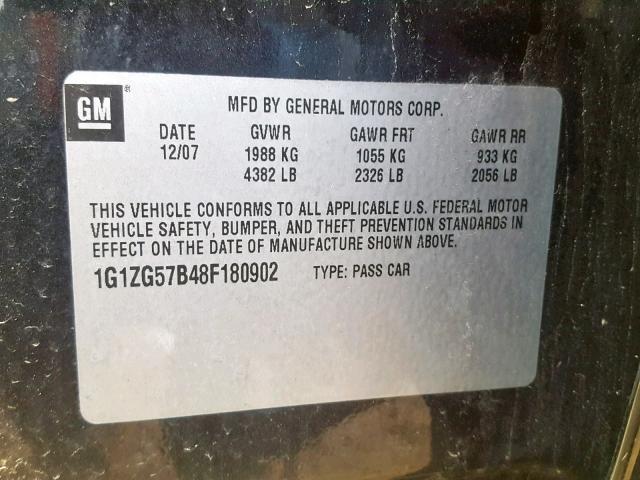 GM ®
MFD BY GENERAL MOTORS CORP.
DATE GVWR GAWR FRT GAWR RR
12/07 1988 KG 1055 KG 933 KG
4382 LB 2326 LB 2056 LB
THIS VEHICLE CONFORMS TO ALL APPLICABLE U.S. FEDERAL MOTOR
VEHICLE SAFETY, BUMPER, AND THEFT PREVENTION STANDARDS IN
EFFECT ON THE DATE OF MANUFACTURE SHOWN ABOVE.
1G1ZG57B48F180902 TYPE: PASS CAR